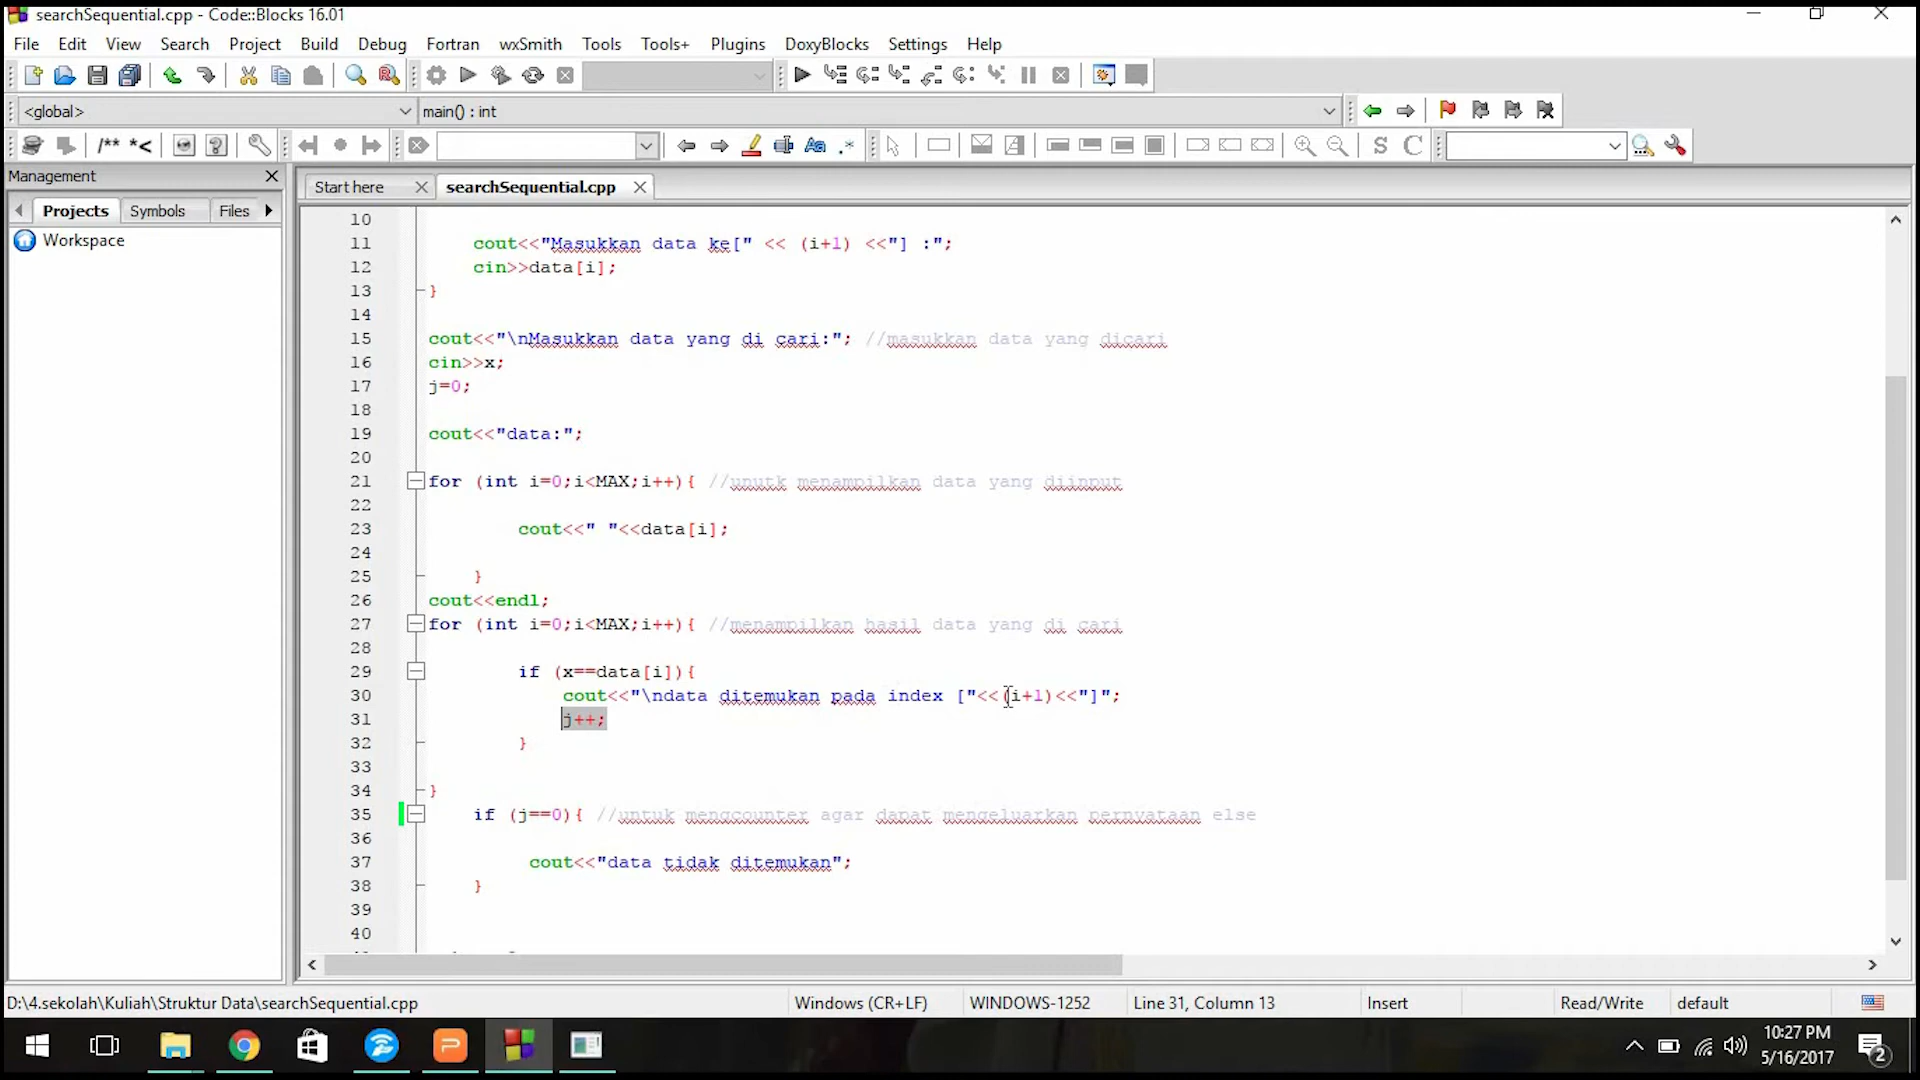 searchSequential.cpp - Code::Blocks 16.01
File Edit View Search Project Build Debug Fortran wxSmith Tools Tools+ Plugins DoxyBlocks Settings Help
<global> main() : int
/** *< Aa .* S C
Management
Start here searchSequential.cpp
Projects Symbols Files
Workspace
10
11 cout<<"Masukkan data ke[" << (i+1) <<"] :";
12 cin>>data[i];
13 }
14
15 cout<<"\nMasukkan data yang di cari:"; //masukkan data yang dicari
16 cin>>x;
17 j=0;
18
19 cout<<"data:";
20
21 for (int i=0;i<MAX;i++){ //unutk menampilkan data yang diinput
22
23 cout<<" "<<data[i];
24
25 }
26 cout<<endl;
27 for (int i=0;i<MAX;i++){ //menampilkan hasil data yang di cari
28
29 if (x==data[i]){
30 cout<<"\ndata ditemukan pada index ["<<(i+1)<<"]";
31 j++;
32 }
33
34 }
35 if (j==0){ //untuk mengcounter agar dapat mengeluarkan pernyataan else
36
37 cout<<"data tidak ditemukan";
38 }
39
40
D:\4.sekolah\Kuliah\Struktur Data\searchSequential.cpp Windows (CR+LF) WINDOWS-1252 Line 31, Column 13 Insert Read/Write default
10:27 PM
5/16/2017
2